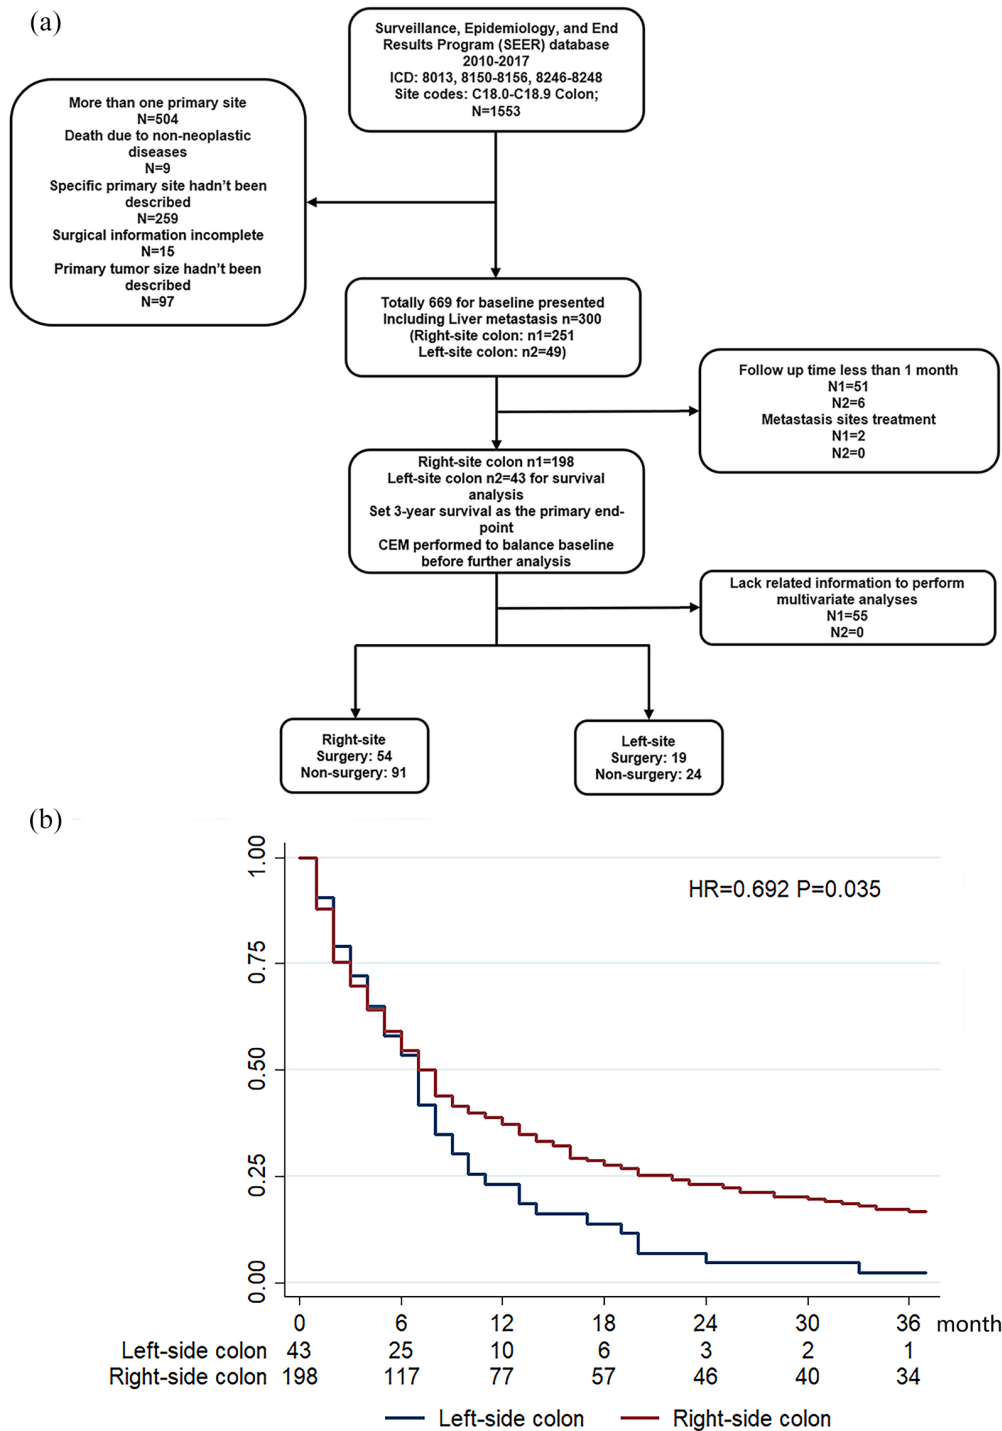 (a)
Surveillance, Epidemiology, and End
Results Program (SEER) database
2010-2017
ICD: 8013, 8150-8156, 8246-8248
Site codes: C18.0-C18.9 Colon;
N=1553
More than one primary site
N=504
Death due to non-neoplastic
diseases
N=9
Specific primary site hadn't been
described
N=259
Surgical information incomplete
N=15
Primary tumor size hadn't been
described
N=97
Totally 669 for baseline presented
Including Liver metastasis n=300
(Right-site colon: n1=251
Left-site colon: n2=49)
Follow up time less than 1 month
N1=51
N2=6
Metastasis sites treatment
N1=2
N2=0
Right-site colon n1=198
Left-site colon n2=43 for survival
analysis
Set 3-year survival as the primary end-
point
CEM performed to balance baseline
before further analysis
Lack related information to perform
multivariate analyses
N1=55
N2=0
Right-site
Surgery: 54
Non-surgery: 91
Left-site
Surgery: 19
Non-surgery: 24
(b)
HR=0.692 P=0.035
1.00
0.75
0.50
0.25
0.00
0 6 12 18 24 30 36 month
Left-side colon 43 25 10 6 3 2 1
Right-side colon 198 117 77 57 46 40 34
Left-side colon Right-side colon